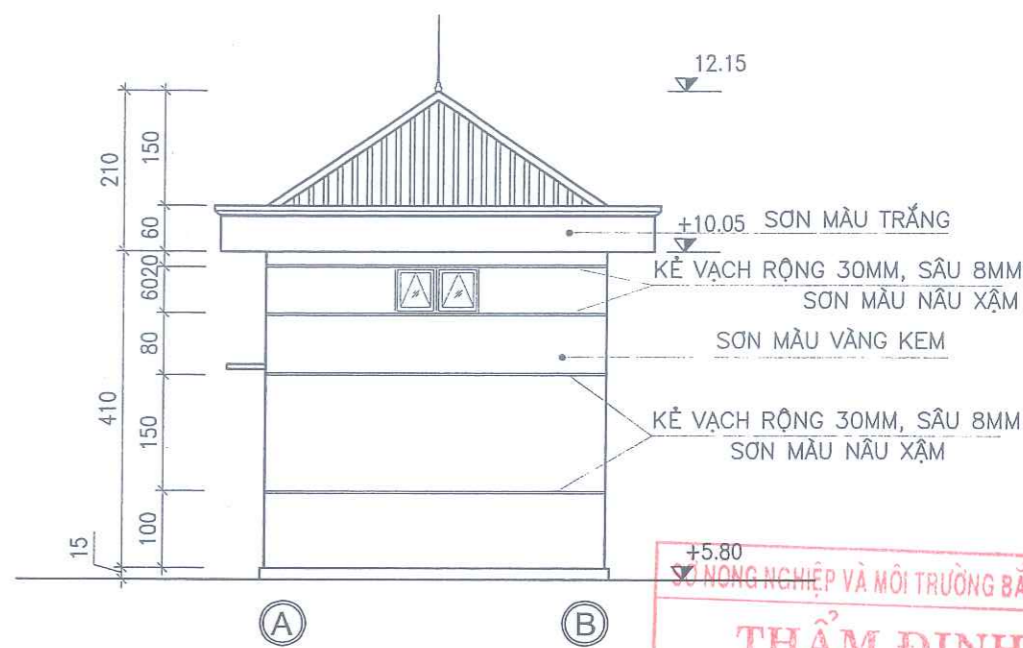 12.15
210
150
60
+10.05 SƠN MÀU TRẮNG
6020
KẺ VẠCH RỘNG 30MM, SÂU 8MM
SƠN MÀU NÂU XẬM
SƠN MÀU VÀNG KEM
80
410
150
KẺ VẠCH RỘNG 30MM, SÂU 8MM
SƠN MÀU NÂU XẬM
100
15
+5.80
SỞ NÔNG NGHIỆP VÀ MÔI TRƯỜNG
THẨM ĐỊNH
A
B